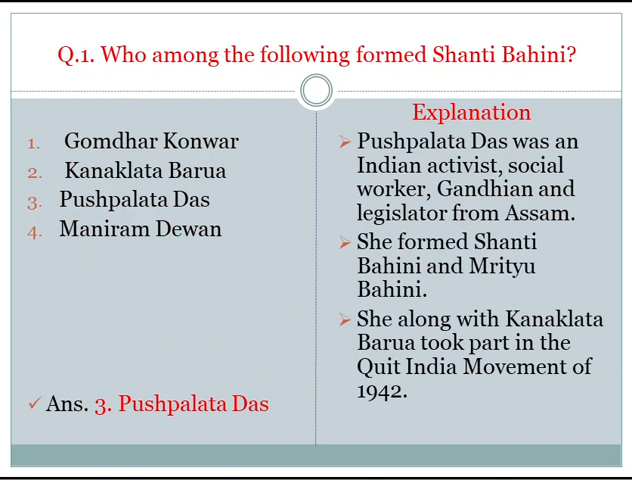 Q.1. Who among the following formed Shanti Bahini?
1. Gomdhar Konwar
2. Kanaklata Barua
3. Pushpalata Das
4. Maniram Dewan
✓ Ans. 3. Pushpalata Das
Explanation
➢ Pushpalata Das was an
Indian activist, social
worker, Gandhian and
legislator from Assam.
➢ She formed Shanti
Bahini and Mrityu
Bahini.
➢ She along with Kanaklata
Barua took part in the
Quit India Movement of
1942.